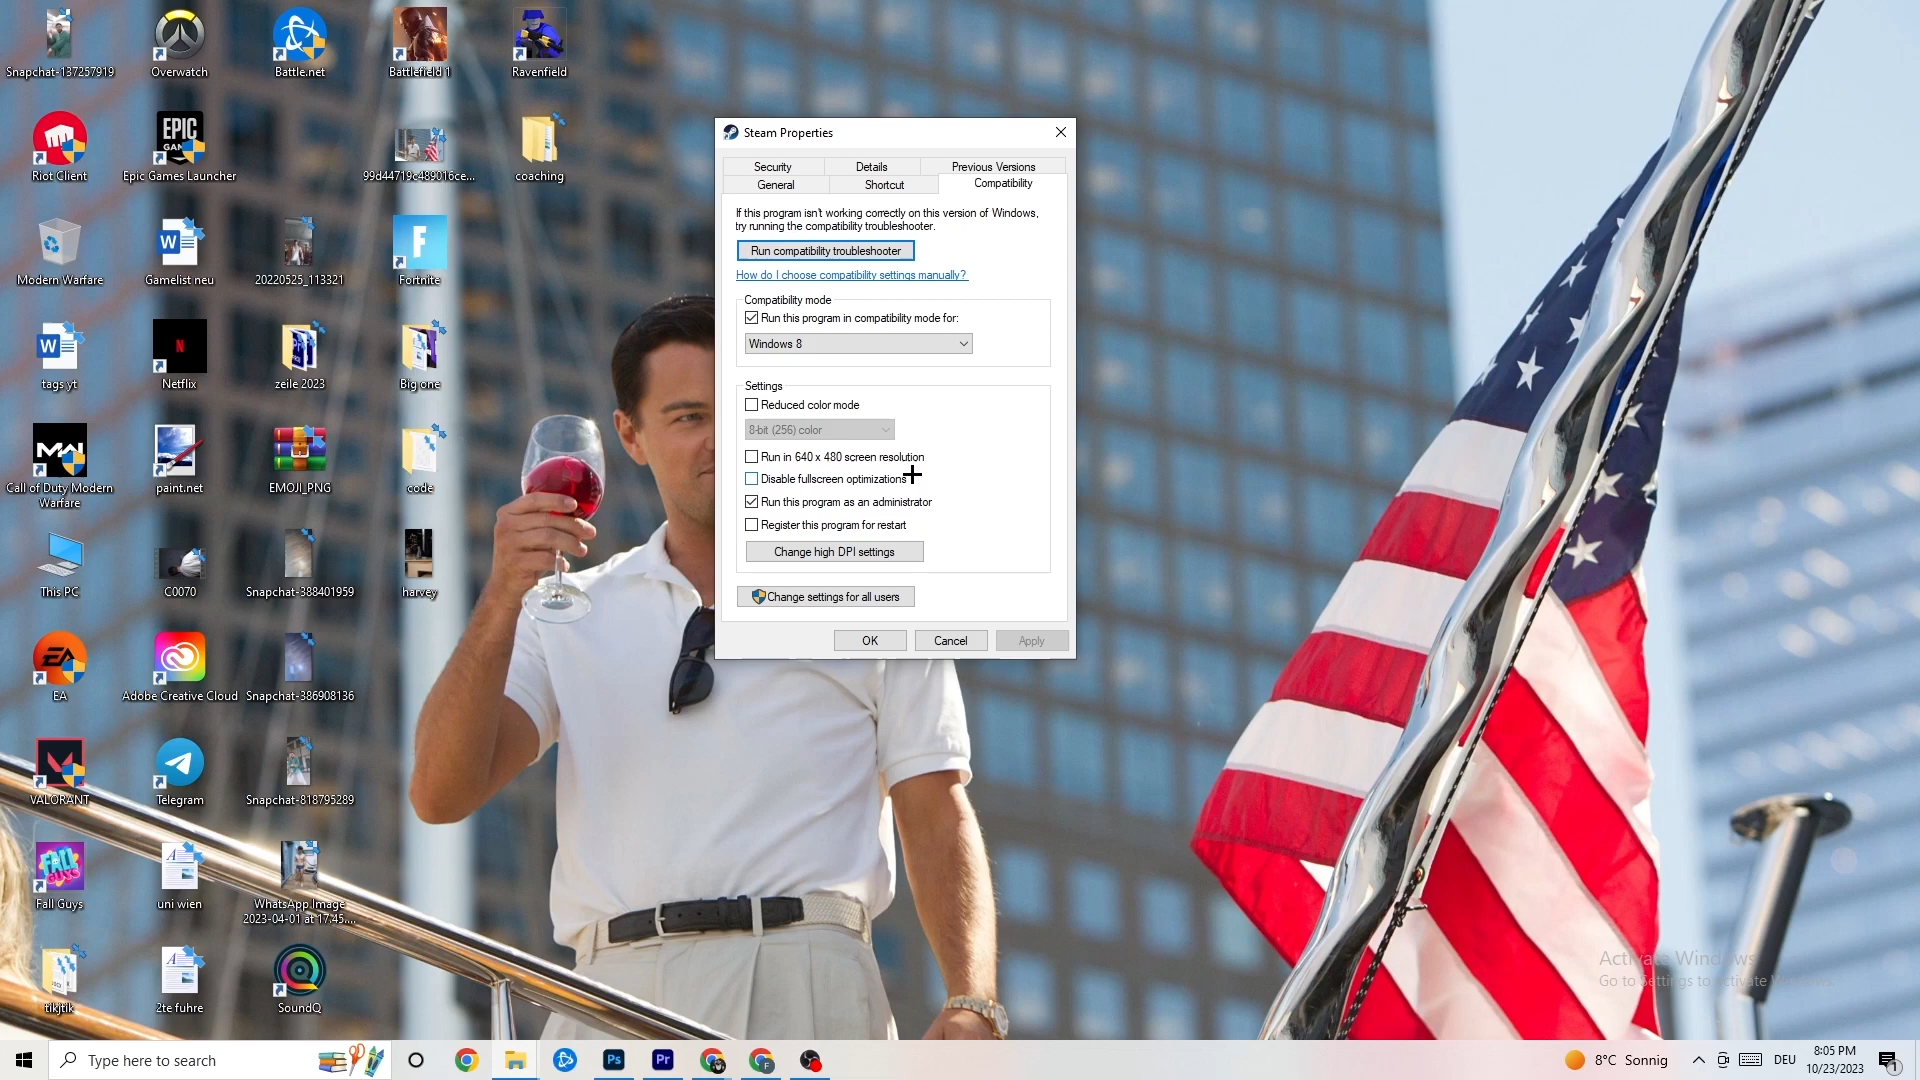 Snapchat-137257919
Overwatch
Battle.net
Battlefield 1
Ravenfield
EPIC
GAMES
Riot Client
Epic Games Launcher
99d44719c489016ce...
coaching
W
F
Modern Warfare
Gamelist neu
20220525_113321
Fortnite
W
N
tags yt
Netflix
zeile 2023
Big one
Call of Duty Modern
Warfare
paint.net
EMOJI_PNG
code
This PC
C0070
Snapchat-388401959
harvey
EA
EA
Adobe Creative Cloud
Snapchat-386908136
VALORANT
Telegram
Snapchat-818795289
FALL
GUYS
Fall Guys
uni wien
WhatsApp Image
2023-04-01 at 17.45....
tikjtik
2te fuhre
SoundQ
Steam Properties
Security
Details
Previous Versions
General
Shortcut
Compatibility
If this program isn't working correctly on this version of Windows,
try running the compatibility troubleshooter.
Run compatibility troubleshooter
How do I choose compatibility settings manually?
Compatibility mode
Run this program in compatibility mode for:
Windows 8
Settings
Reduced color mode
8-bit (256) color
Run in 640 x 480 screen resolution
Disable fullscreen optimizations
Run this program as an administrator
Register this program for restart
Change high DPI settings
Change settings for all users
OK
Cancel
Apply
Activate Windows
Go to Settings to activate
Type here to search
Ps
Pr
F
8°C Sonnig
DEU
8:05 PM
10/23/2023
1